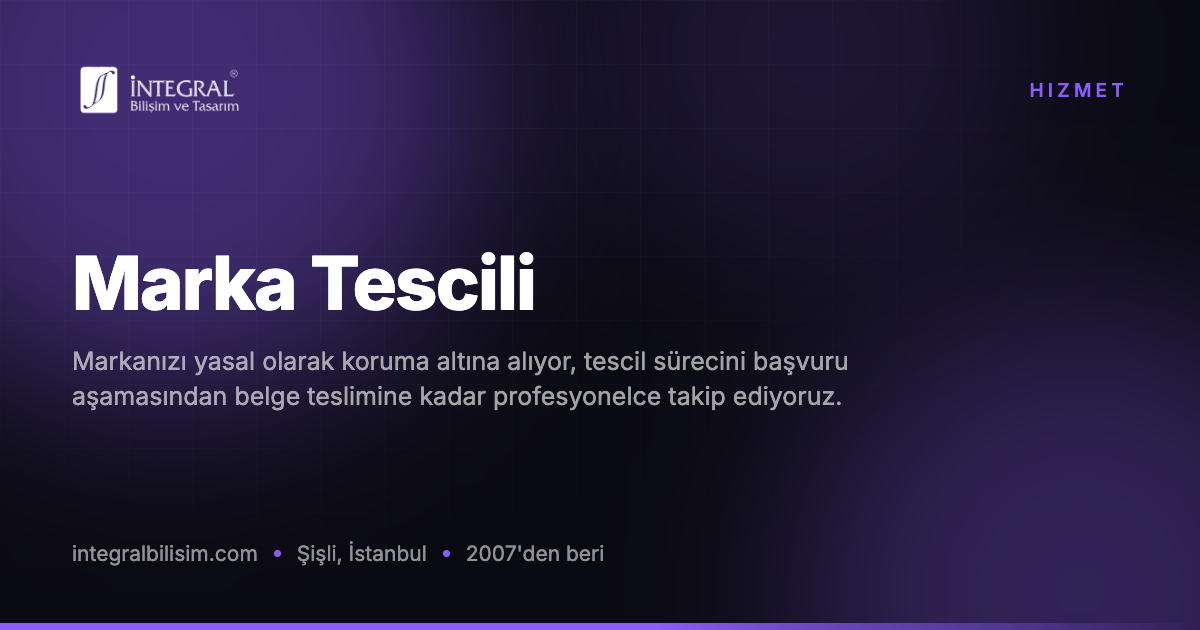 İNTEGRAL®
Bilişim ve Tasarım
HIZMET
Marka Tescili
Markanızı yasal olarak koruma altına alıyor, tescil sürecini başvuru
aşamasından belge teslimine kadar profesyonelce takip ediyoruz.
integralbilisim.com • Şişli, İstanbul • 2007'den beri